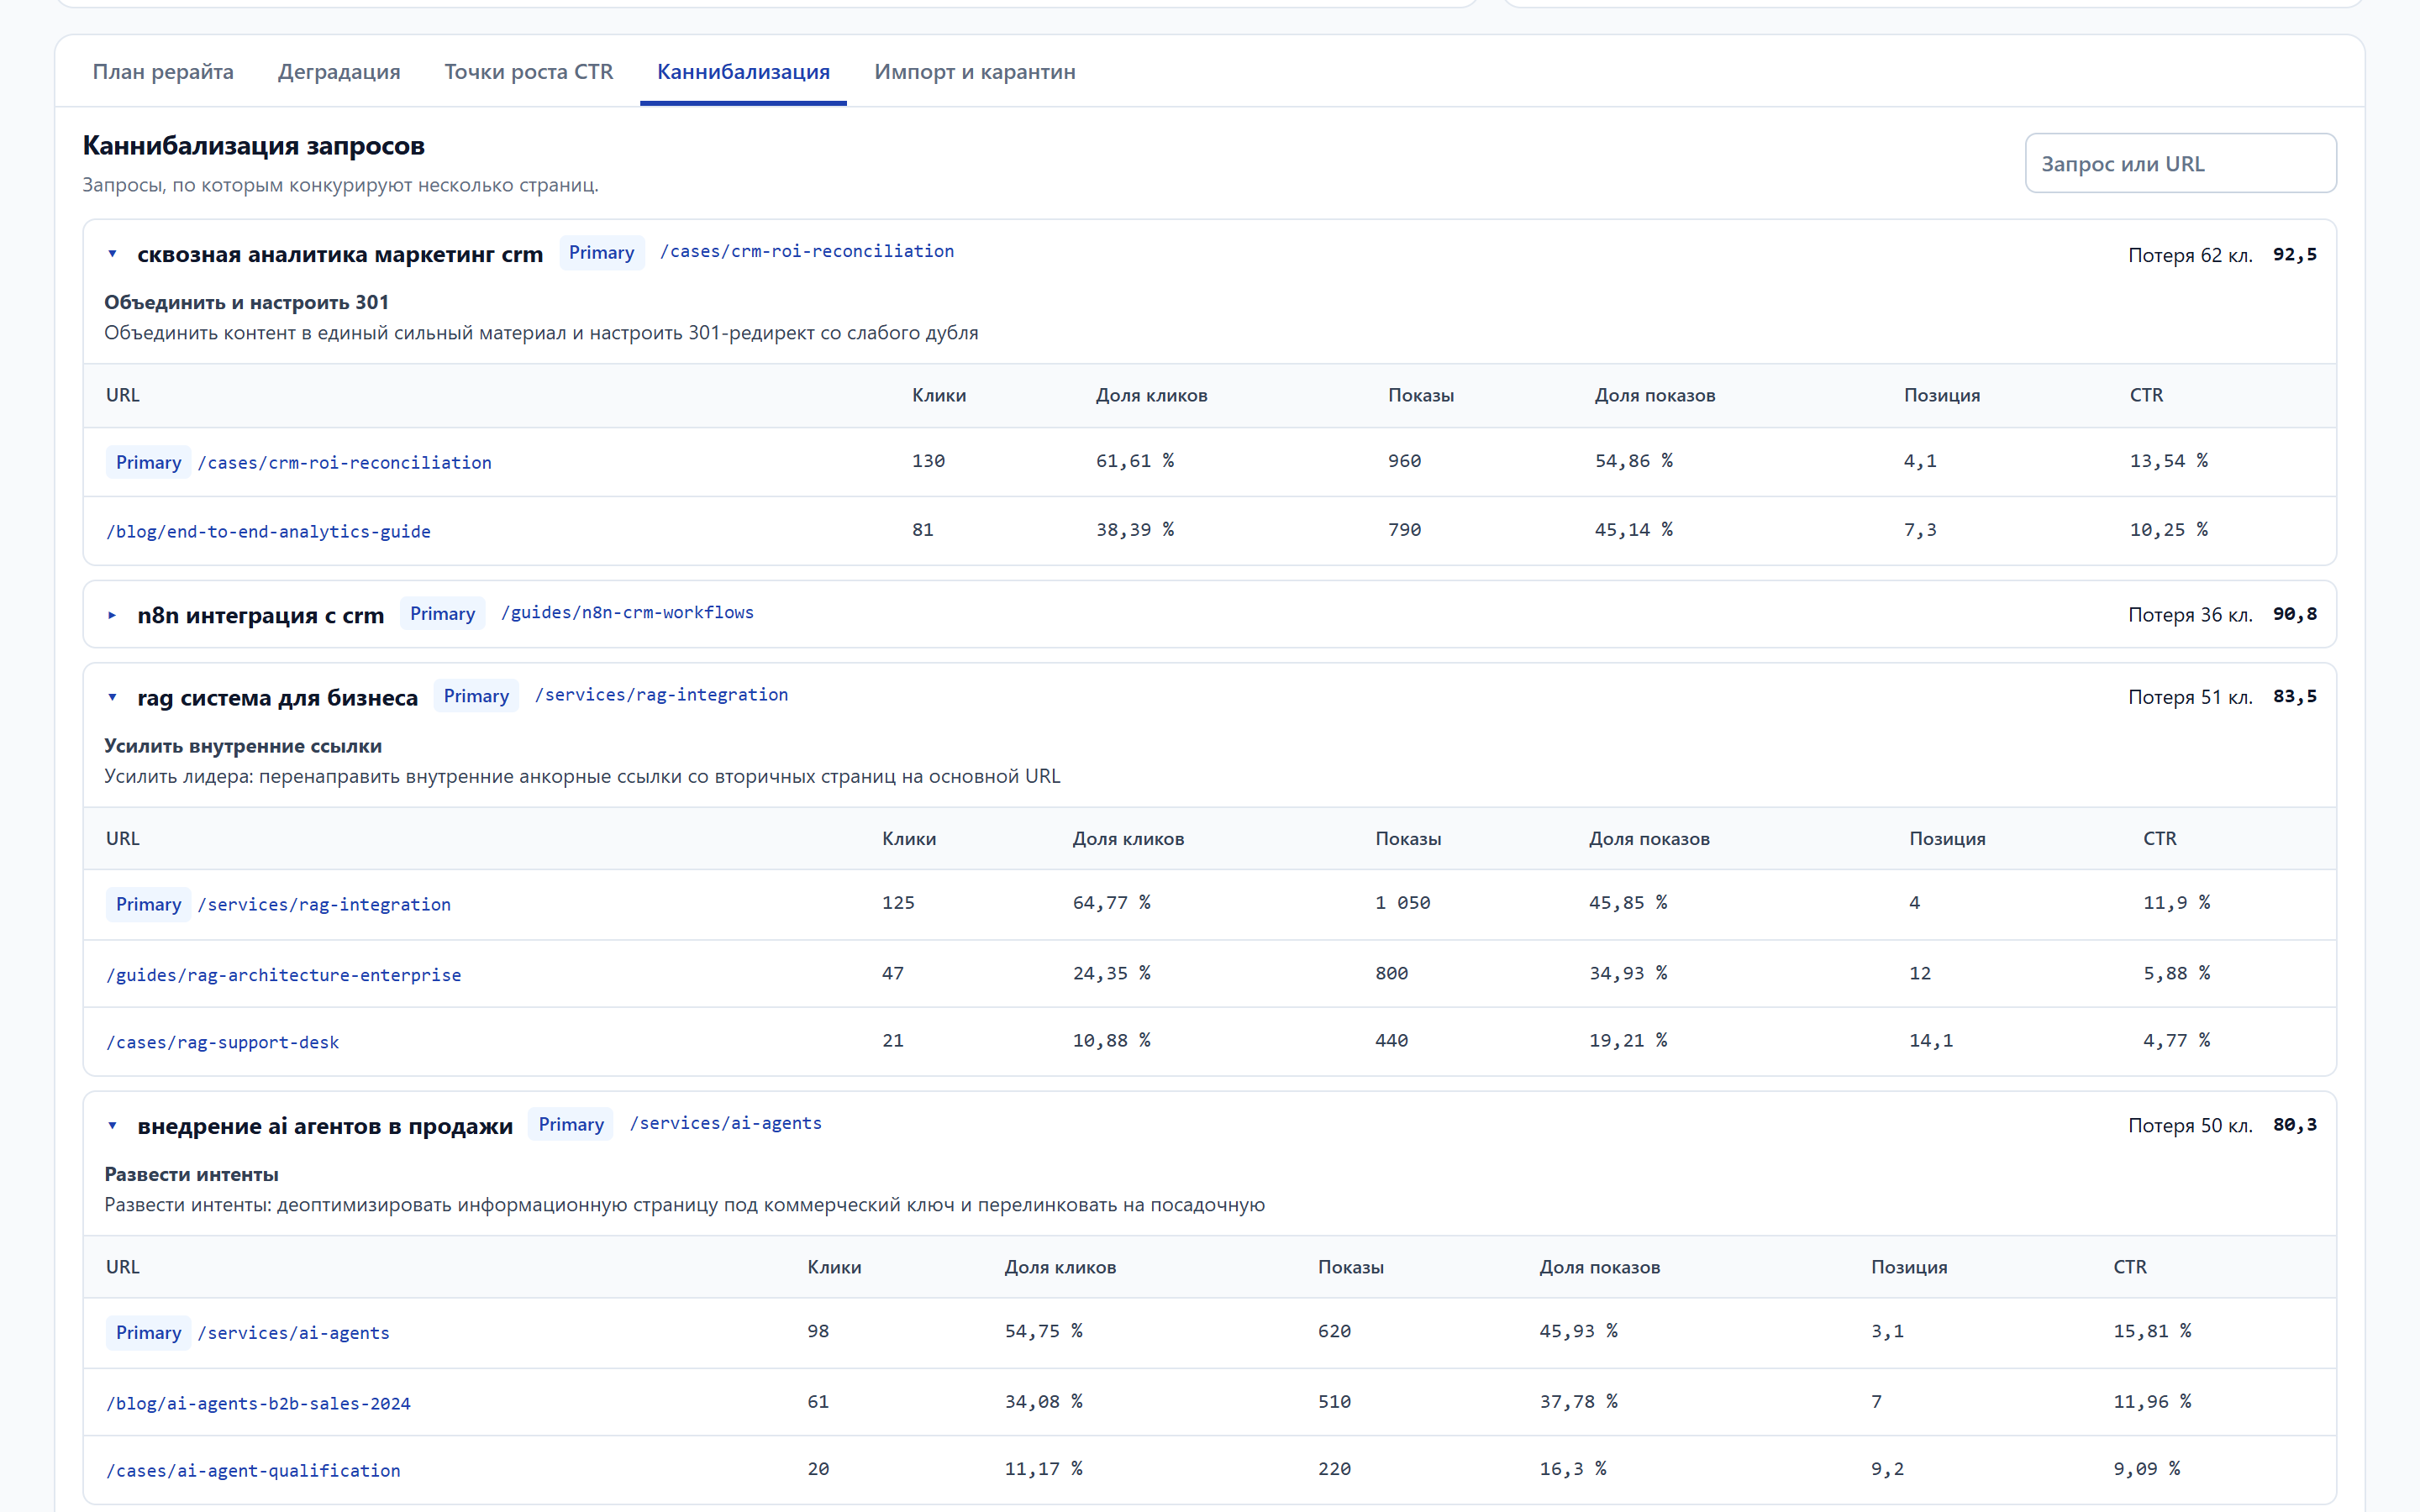 План рерайта Деградация Точки роста CTR Каннибализация Импорт и карантин
Каннибализация запросов
Запросы, по которым конкурируют несколько страниц.
Запрос или URL
сквозная аналитика маркетинг crm Primary /cases/crm-roi-reconciliation Потеря 62 кл. 92,5
Объединить и настроить 301
Объединить контент в единый сильный материал и настроить 301-редирект со слабого дубля
URL Клики Доля кликов Показы Доля показов Позиция CTR
Primary /cases/crm-roi-reconciliation 130 61,61 % 960 54,86 % 4,1 13,54 %
/blog/end-to-end-analytics-guide 81 38,39 % 790 45,14 % 7,3 10,25 %
n8n интеграция с crm Primary /guides/n8n-crm-workflows Потеря 36 кл. 90,8
rag система для бизнеса Primary /services/rag-integration Потеря 51 кл. 83,5
Усилить внутренние ссылки
Усилить лидера: перенаправить внутренние анкорные ссылки со вторичных страниц на основной URL
URL Клики Доля кликов Показы Доля показов Позиция CTR
Primary /services/rag-integration 125 64,77 % 1 050 45,85 % 4 11,9 %
/guides/rag-architecture-enterprise 47 24,35 % 800 34,93 % 12 5,88 %
/cases/rag-support-desk 21 10,88 % 440 19,21 % 14,1 4,77 %
внедрение ai агентов в продажи Primary /services/ai-agents Потеря 50 кл. 80,3
Развести интенты
Развести интенты: деоптимизировать информационную страницу под коммерческий ключ и перелинковать на посадочную
URL Клики Доля кликов Показы Доля показов Позиция CTR
Primary /services/ai-agents 98 54,75 % 620 45,93 % 3,1 15,81 %
/blog/ai-agents-b2b-sales-2024 61 34,08 % 510 37,78 % 7 11,96 %
/cases/ai-agent-qualification 20 11,17 % 220 16,3 % 9,2 9,09 %